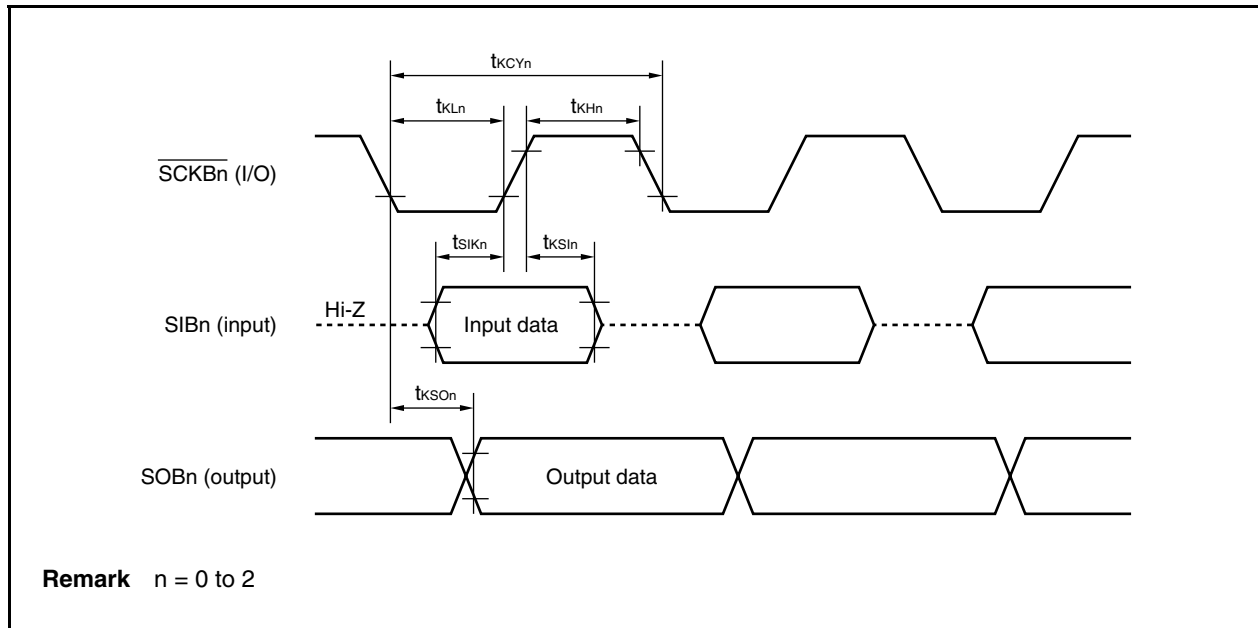 tKCYn
tKLn
tKHn
SCKBn (I/O)
tSIKn
tKSIn
Hi-Z
SIBn (input)
Input data
tKSOn
SOBn (output)
Output data
Remark n = 0 to 2